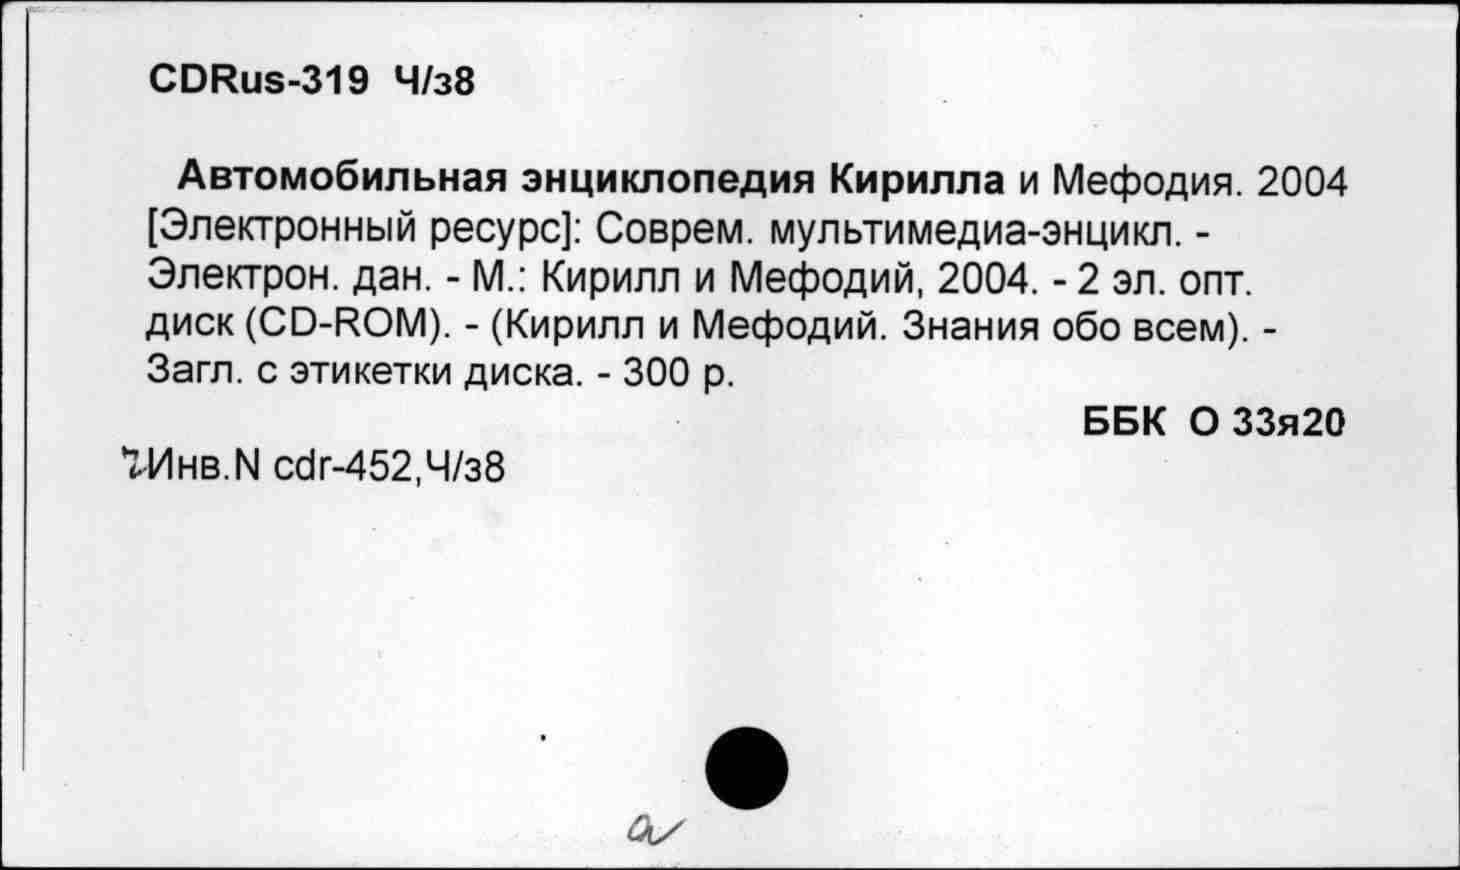 CDRus-319 Ч/з8
Автомобильная энциклопедия Кирилла и Мефодия. 2004
[Электронный ресурс]: Соврем. мультимедиа-энцикл. -
Электрон. дан. - М.: Кирилл и Мефодий, 2004. - 2 эл. опт.
диск (CD-ROM). - (Кирилл и Мефодий. Знания обо всем). -
Загл. с этикетки диска. - 300 р.
ББК О 33я20
Инв.N cdr-452,Ч/з8